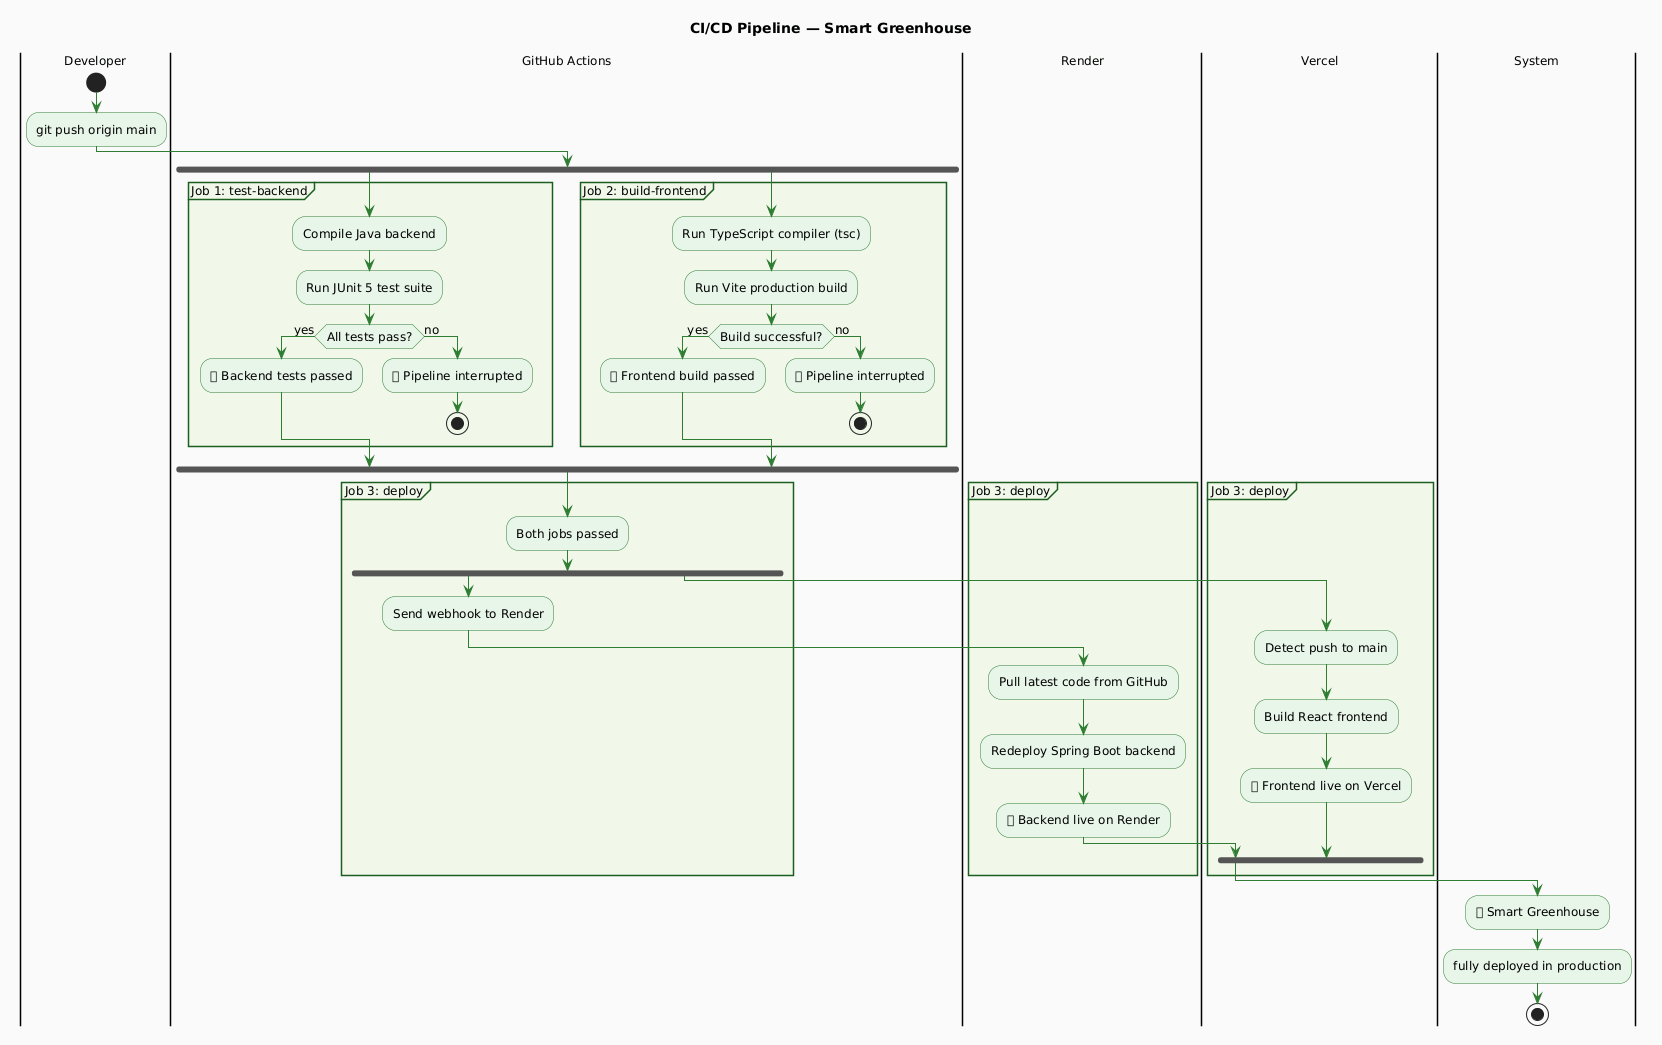 CI/CD Pipeline — Smart Greenhouse
Developer
GitHub Actions
Render
Vercel
System
git push origin main
Job 1: test-backend
Job 2: build-frontend
Compile Java backend
Run TypeScript compiler (tsc)
Run JUnit 5 test suite
Run Vite production build
yes
All tests pass?
no
yes
Build successful?
no
Backend tests passed
Pipeline interrupted
Frontend build passed
Pipeline interrupted
Job 3: deploy
Job 3: deploy
Job 3: deploy
Both jobs passed
Send webhook to Render
Detect push to main
Pull latest code from GitHub
Build React frontend
Redeploy Spring Boot backend
Frontend live on Vercel
Backend live on Render
Smart Greenhouse
fully deployed in production